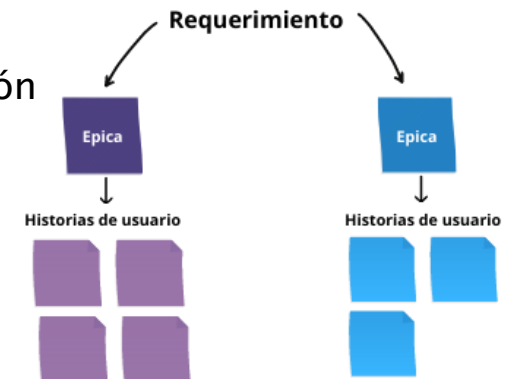 Requerimiento
ón
Epica
Epica
Historias de usuario
Historias de usuario